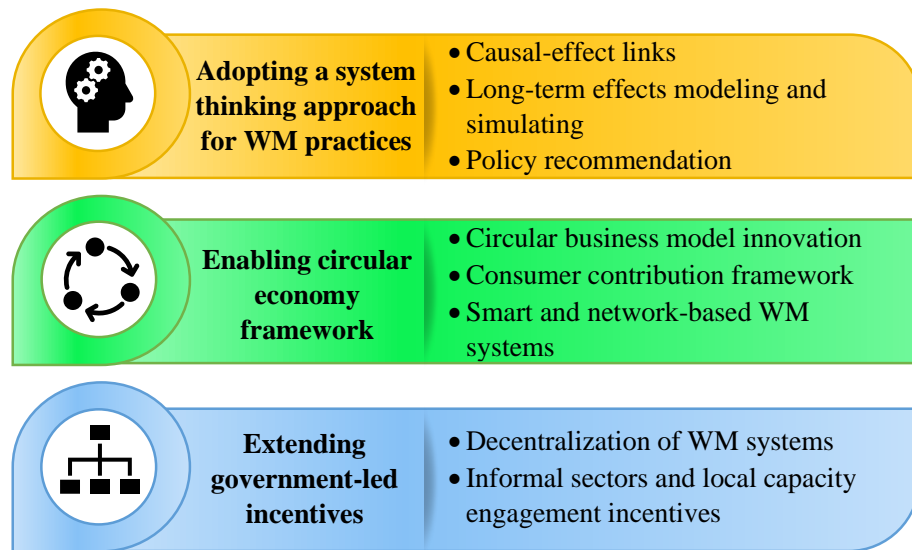 Adopting a system
thinking approach
for WM practices
• Causal-effect links
• Long-term effects modeling and
simulating
• Policy recommendation
Enabling circular
economy
framework
• Circular business model innovation
• Consumer contribution framework
• Smart and network-based WM
systems
Extending
government-led
incentives
• Decentralization of WM systems
• Informal sectors and local capacity
engagement incentives